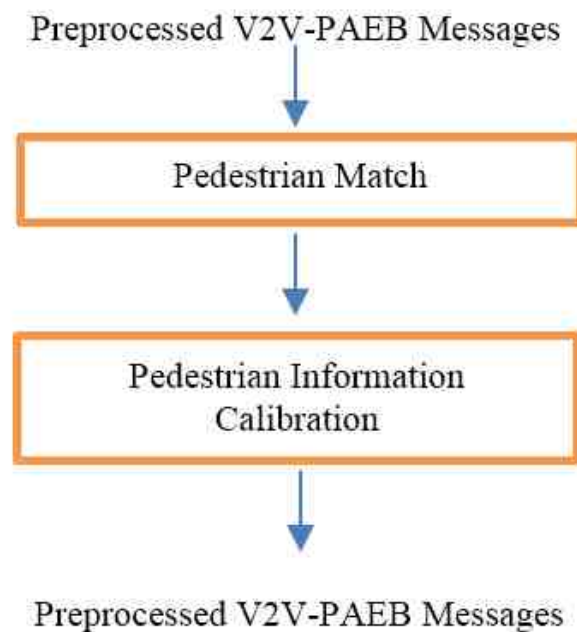 Preprocessed V2V-PAEB Messages
Pedestrian Match
Pedestrian Information
Calibration
Preprocessed V2V-PAEB Messages